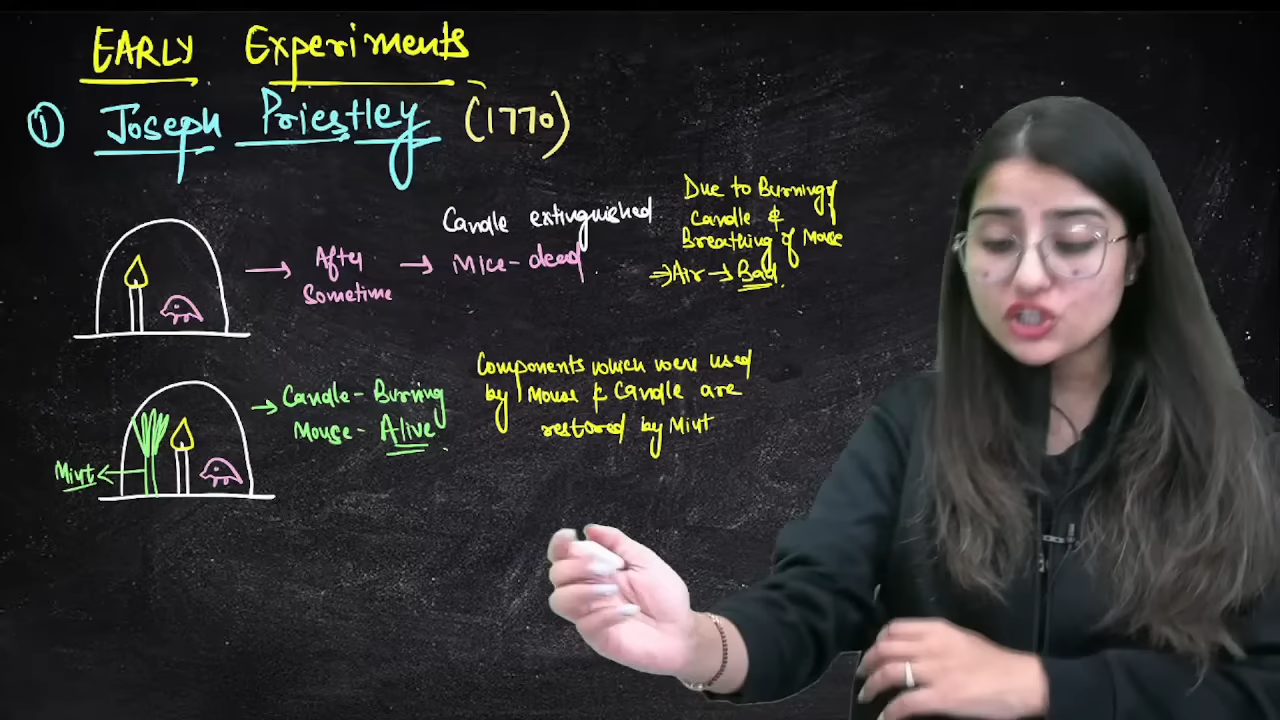 EARLY Experiments
① Joseph Priestley (1770)
Candle extinguished
After
Sometime
Mice-dead
Due to Burning of
Candle &
Breathing of Mouse
⇒ Air → Bad.
Candle - Burning
Mouse - Alive.
Mint
Components which were used
by Mouse & Candle are
restored by Mint